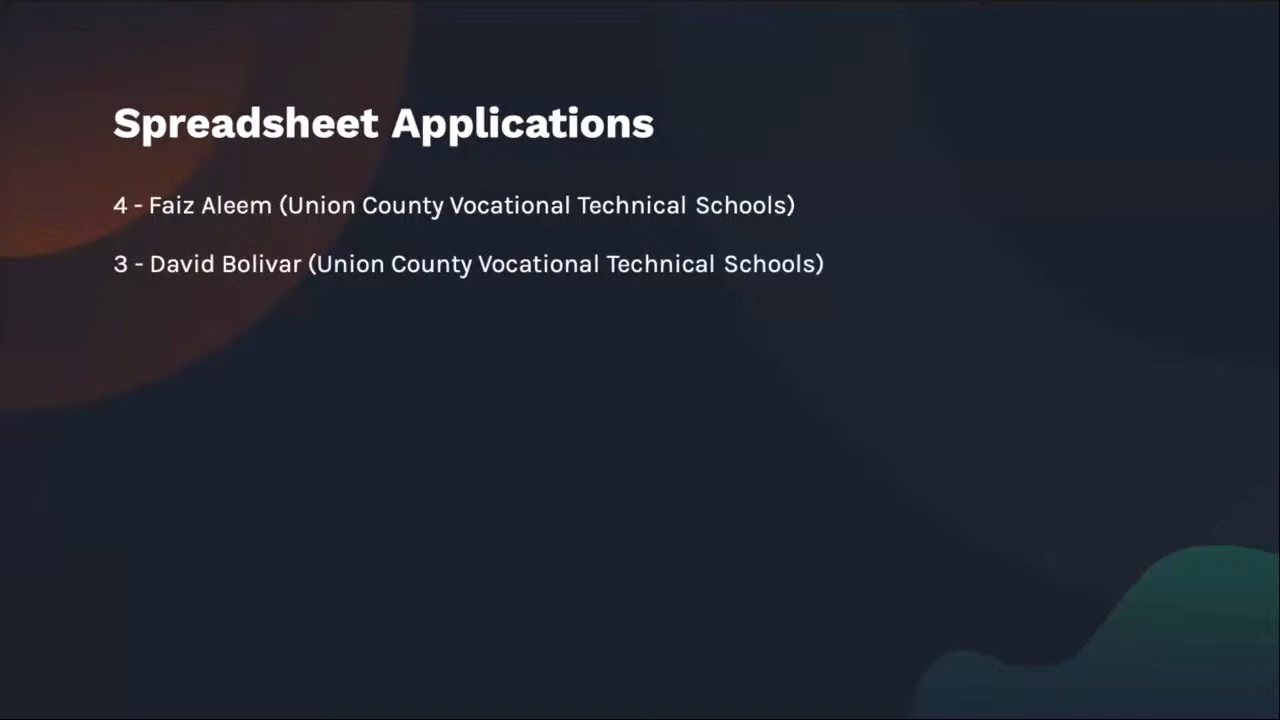 Spreadsheet Applications
4 - Faiz Aleem (Union County Vocational Technical Schools)
3 - David Bolivar (Union County Vocational Technical Schools)